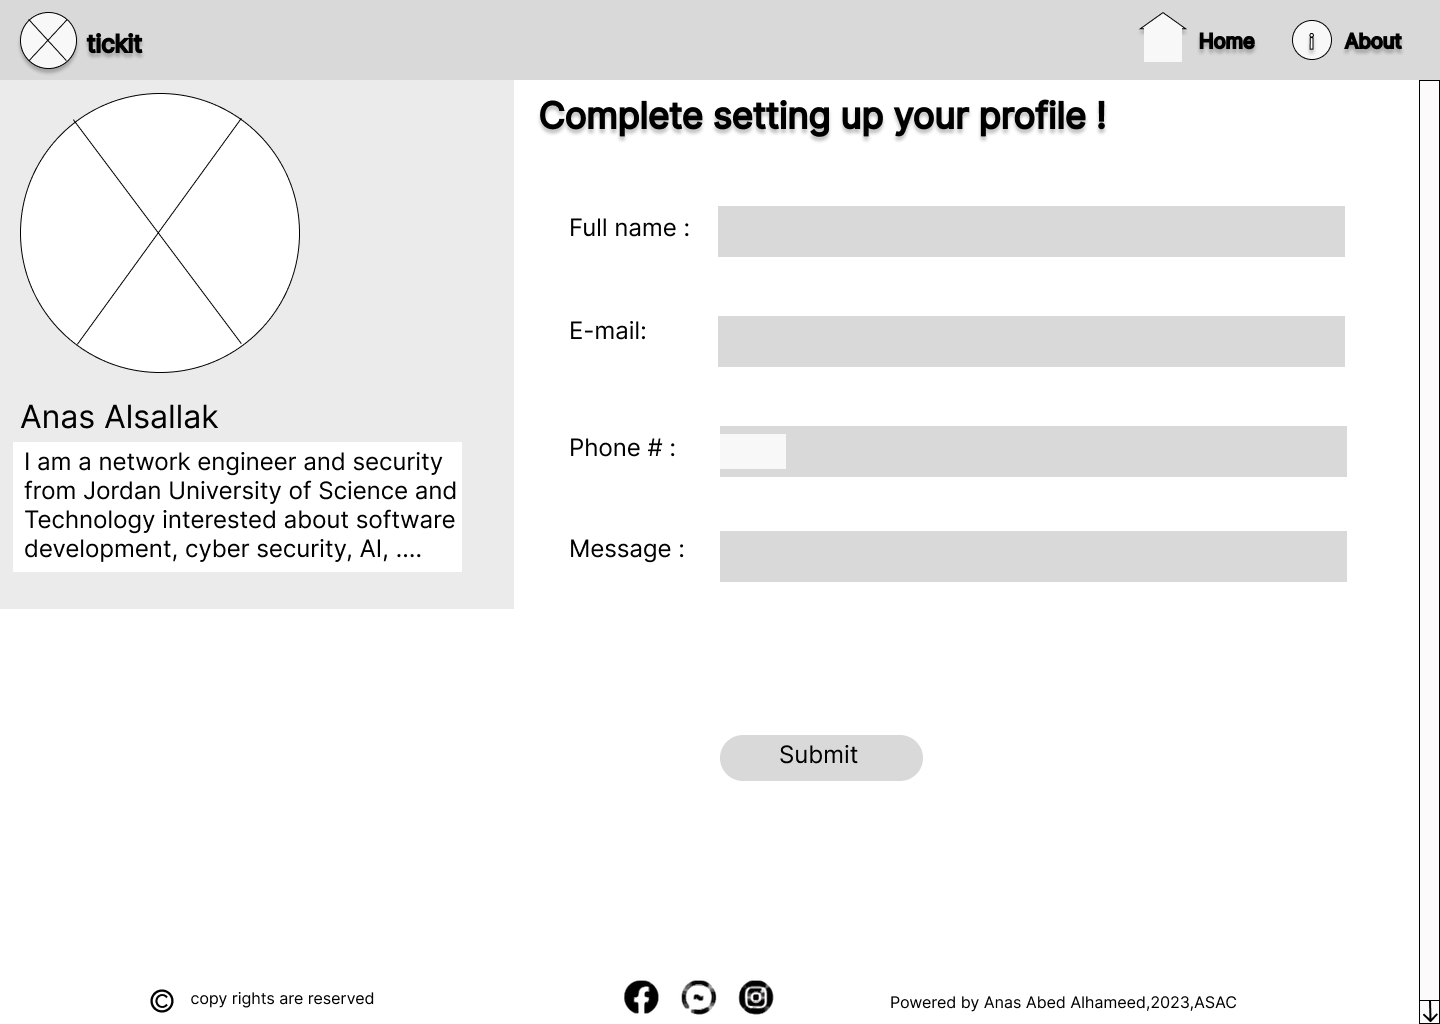 tickit
Home
About
Complete setting up your profile !
Anas Alsallak
I am a network engineer and security
from Jordan University of Science and
Technology interested about software
development, cyber security, AI, ....
Full name :
E-mail:
Phone # :
Message :
Submit
© copy rights are reserved
Powered by Anas Abed Alhameed,2023,ASAC